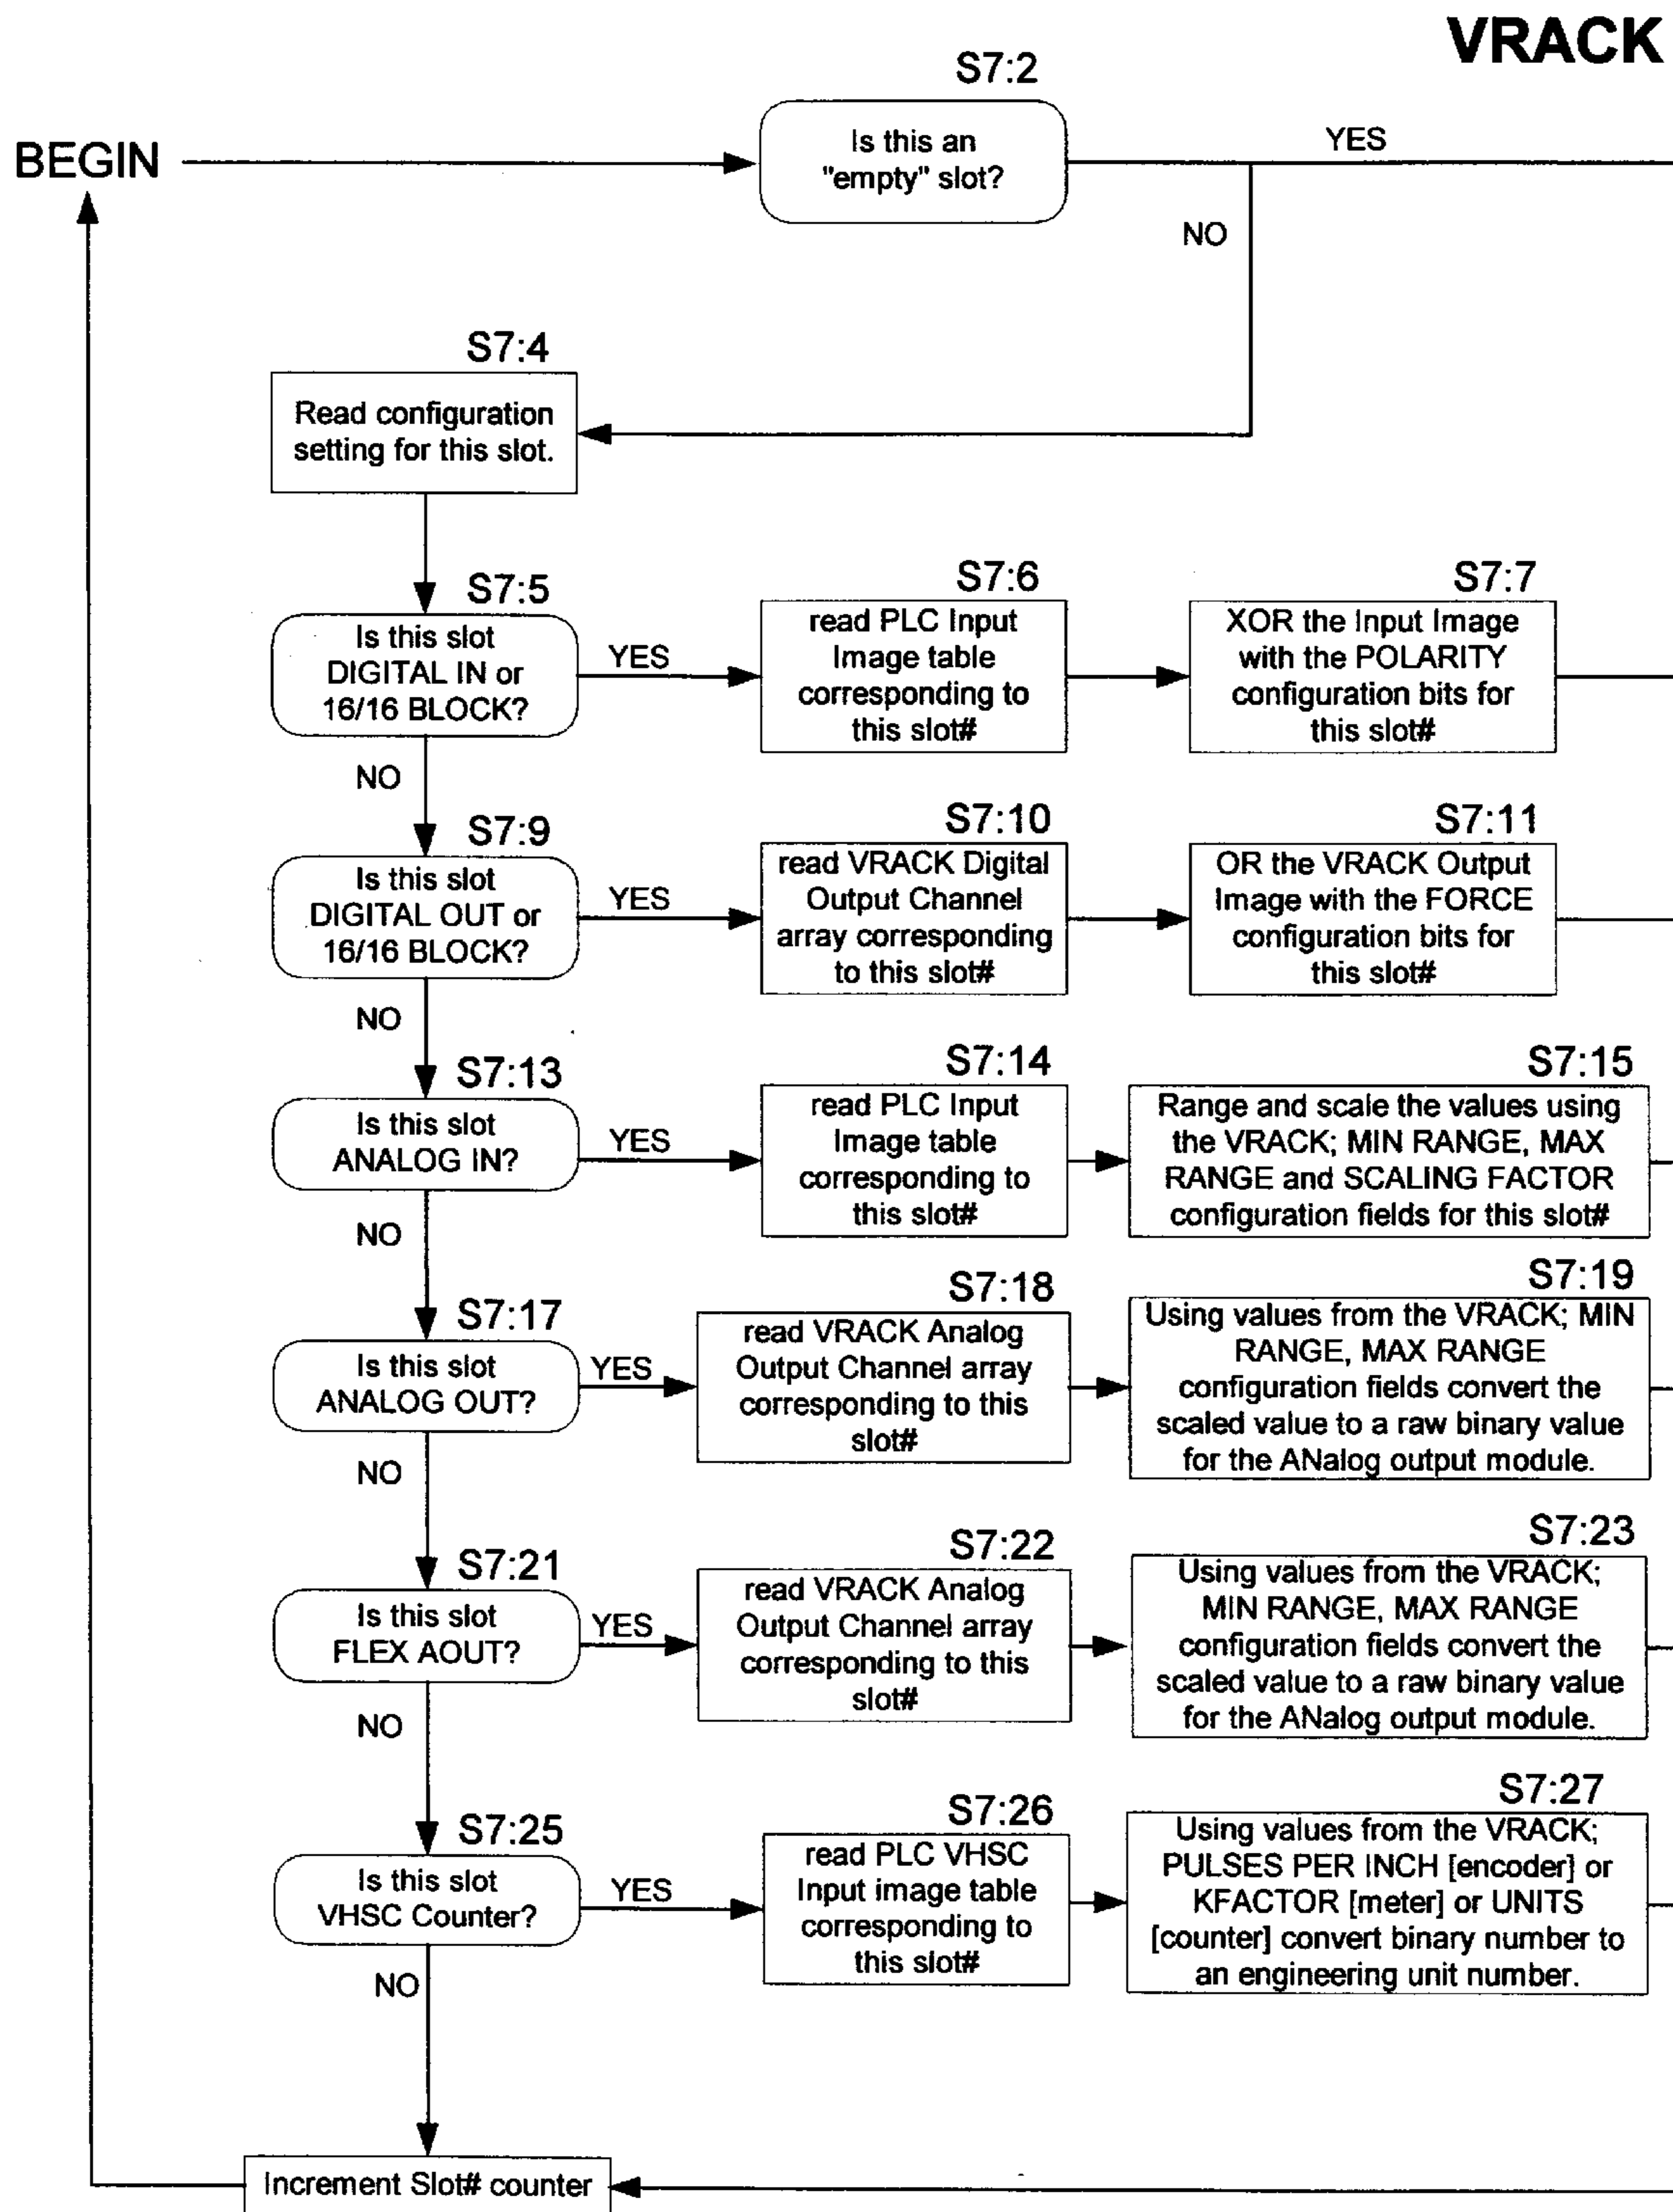 VRACK
S7:2
BEGIN
Is this an
"empty" slot?
YES
NO
S7:4
Read configuration
setting for this slot.
S7:5
Is this slot
DIGITAL IN or
16/16 BLOCK?
YES
NO
S7:6
read PLC Input
Image table
corresponding to
this slot#
S7:7
XOR the Input Image
with the POLARITY
configuration bits for
this slot#
S7:9
Is this slot
DIGITAL OUT or
16/16 BLOCK?
YES
NO
S7:10
read VRACK Digital
Output Channel
array corresponding
to this slot#
S7:11
OR the VRACK Output
Image with the FORCE
configuration bits for
this slot#
S7:13
Is this slot
ANALOG IN?
YES
NO
S7:14
read PLC Input
Image table
corresponding to
this slot#
S7:15
Range and scale the values using
the VRACK; MIN RANGE, MAX
RANGE and SCALING FACTOR
configuration fields for this slot#
S7:17
Is this slot
ANALOG OUT?
YES
NO
S7:18
read VRACK Analog
Output Channel array
corresponding to this
slot#
S7:19
Using values from the VRACK; MIN
RANGE, MAX RANGE
configuration fields convert the
scaled value to a raw binary value
for the ANalog output module.
S7:21
Is this slot
FLEX AOUT?
YES
NO
S7:22
read VRACK Analog
Output Channel array
corresponding to this
slot#
S7:23
Using values from the VRACK;
MIN RANGE, MAX RANGE
configuration fields convert the
scaled value to a raw binary value
for the ANalog output module.
S7:25
Is this slot
VHSC Counter?
YES
NO
S7:26
read PLC VHSC
Input image table
corresponding to
this slot#
S7:27
Using values from the VRACK;
PULSES PER INCH [encoder] or
KFACTOR [meter] or UNITS
[counter] convert binary number to
an engineering unit number.
Increment Slot# counter